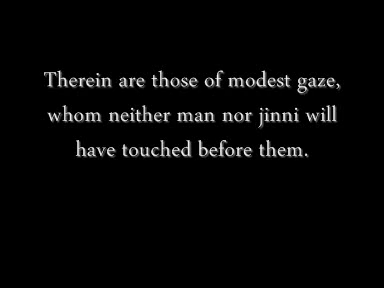 Therein are those of modest gaze,
whom neither man nor jinni will
have touched before them.